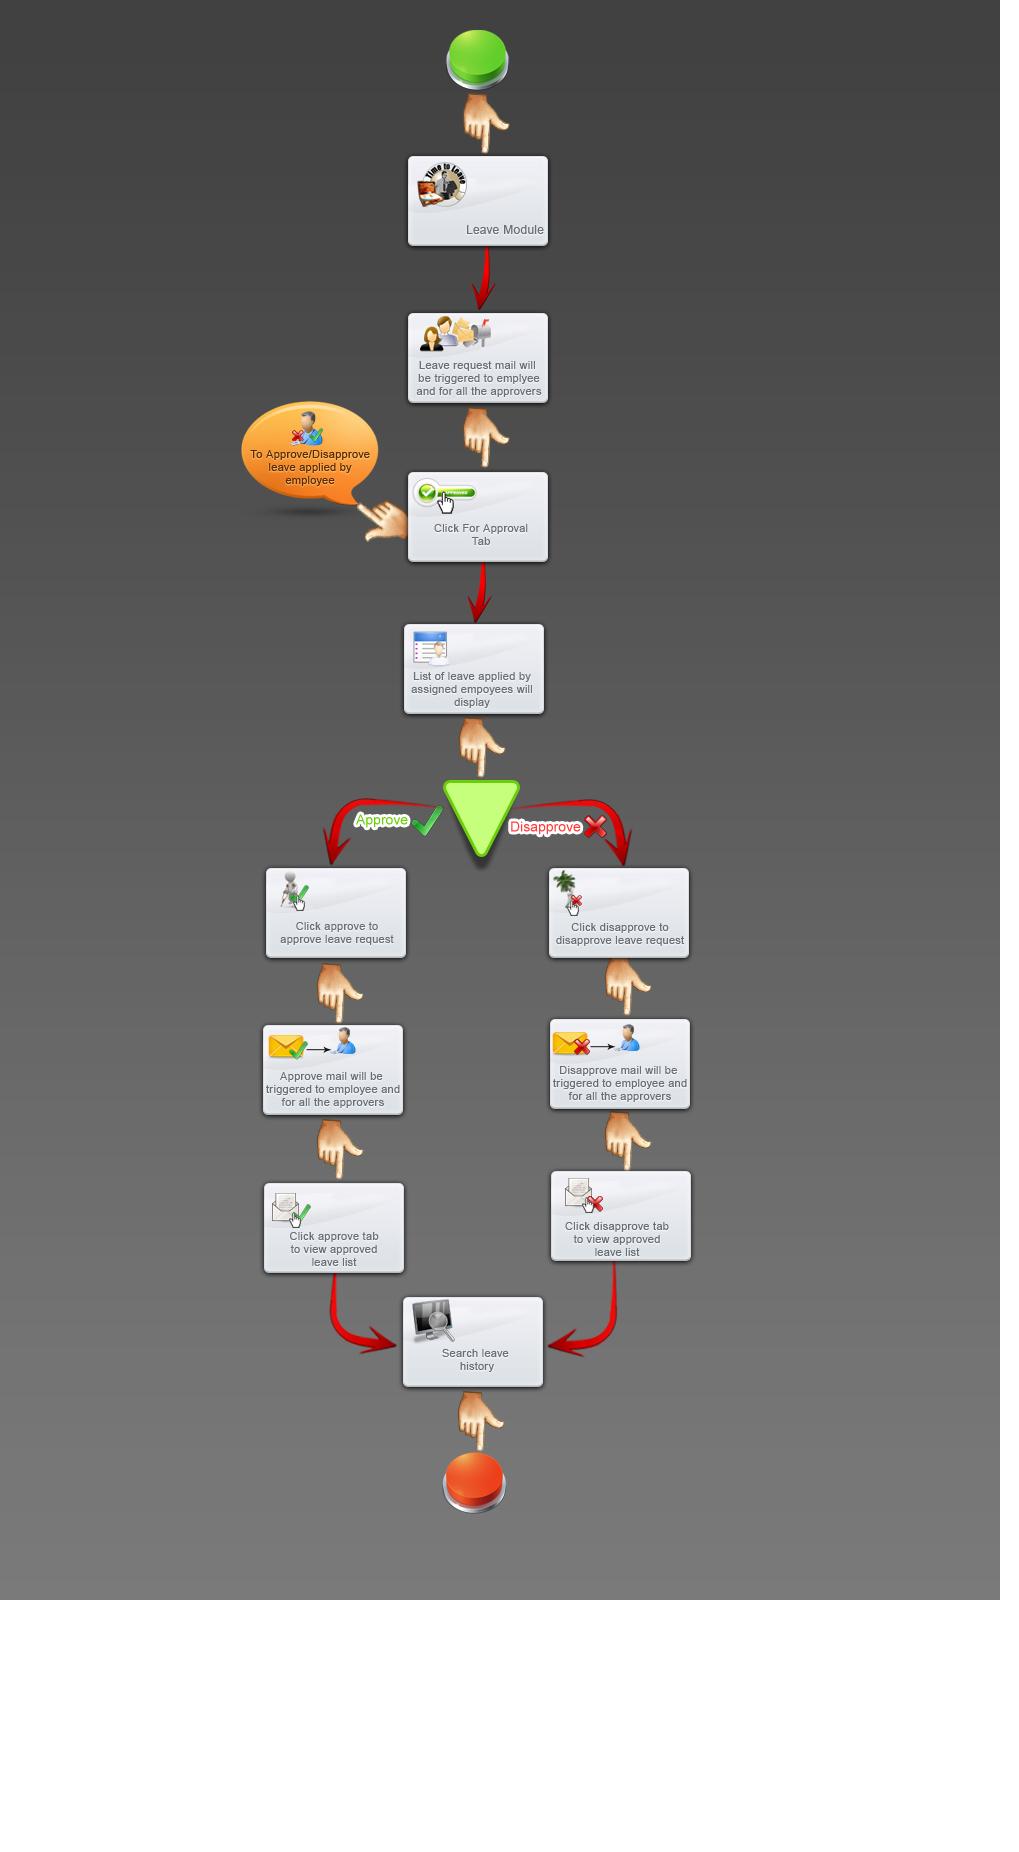 Time to Leave
Leave Module
Leave request mail will
be triggered to emplyee
and for all the approvers
To Approve/Disapprove
leave applied by
employee
Click For Approval
Tab
List of leave applied by
assigned empoyees will
display
Approve
Disapprove
Click approve to
approve leave request
Click disapprove to
disapprove leave request
Approve mail will be
triggered to employee and
for all the approvers
Disapprove mail will be
triggered to employee and
for all the approvers
Click approve tab
to view approved
leave list
Click disapprove tab
to view approved
leave list
Search leave
history